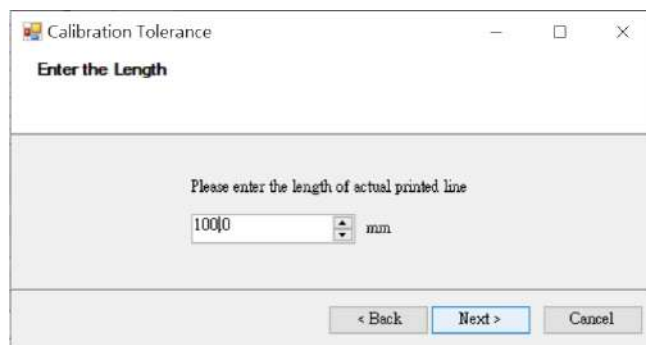 Calibration Tolerance
Enter the Length
Please enter the length of actual printed line
100.0 mm
< Back Next > Cancel